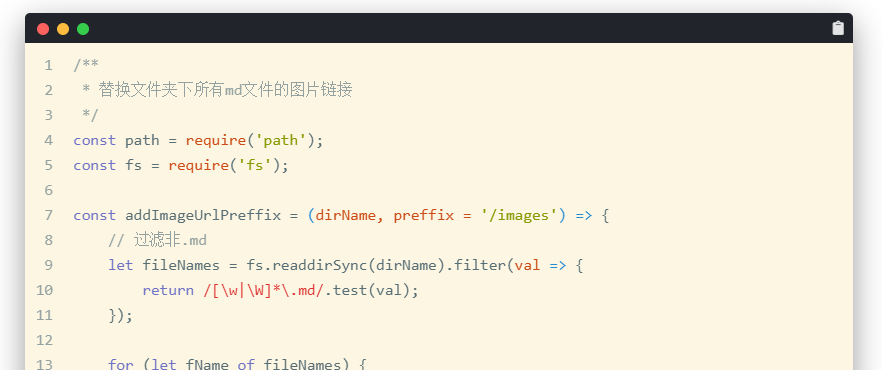 1 /**
2  * 替换文件夹下所有md文件的图片链接
3  */
4 const path = require('path');
5 const fs = require('fs');
6
7 const addImageUrlPreffix = (dirName, preffix = '/images') => {
8     // 过滤非.md
9     let fileNames = fs.readdirSync(dirName).filter(val => {
10         return /[\w|\W]*\.md/.test(val);
11     });
12
13     for (let fName of fileNames) {